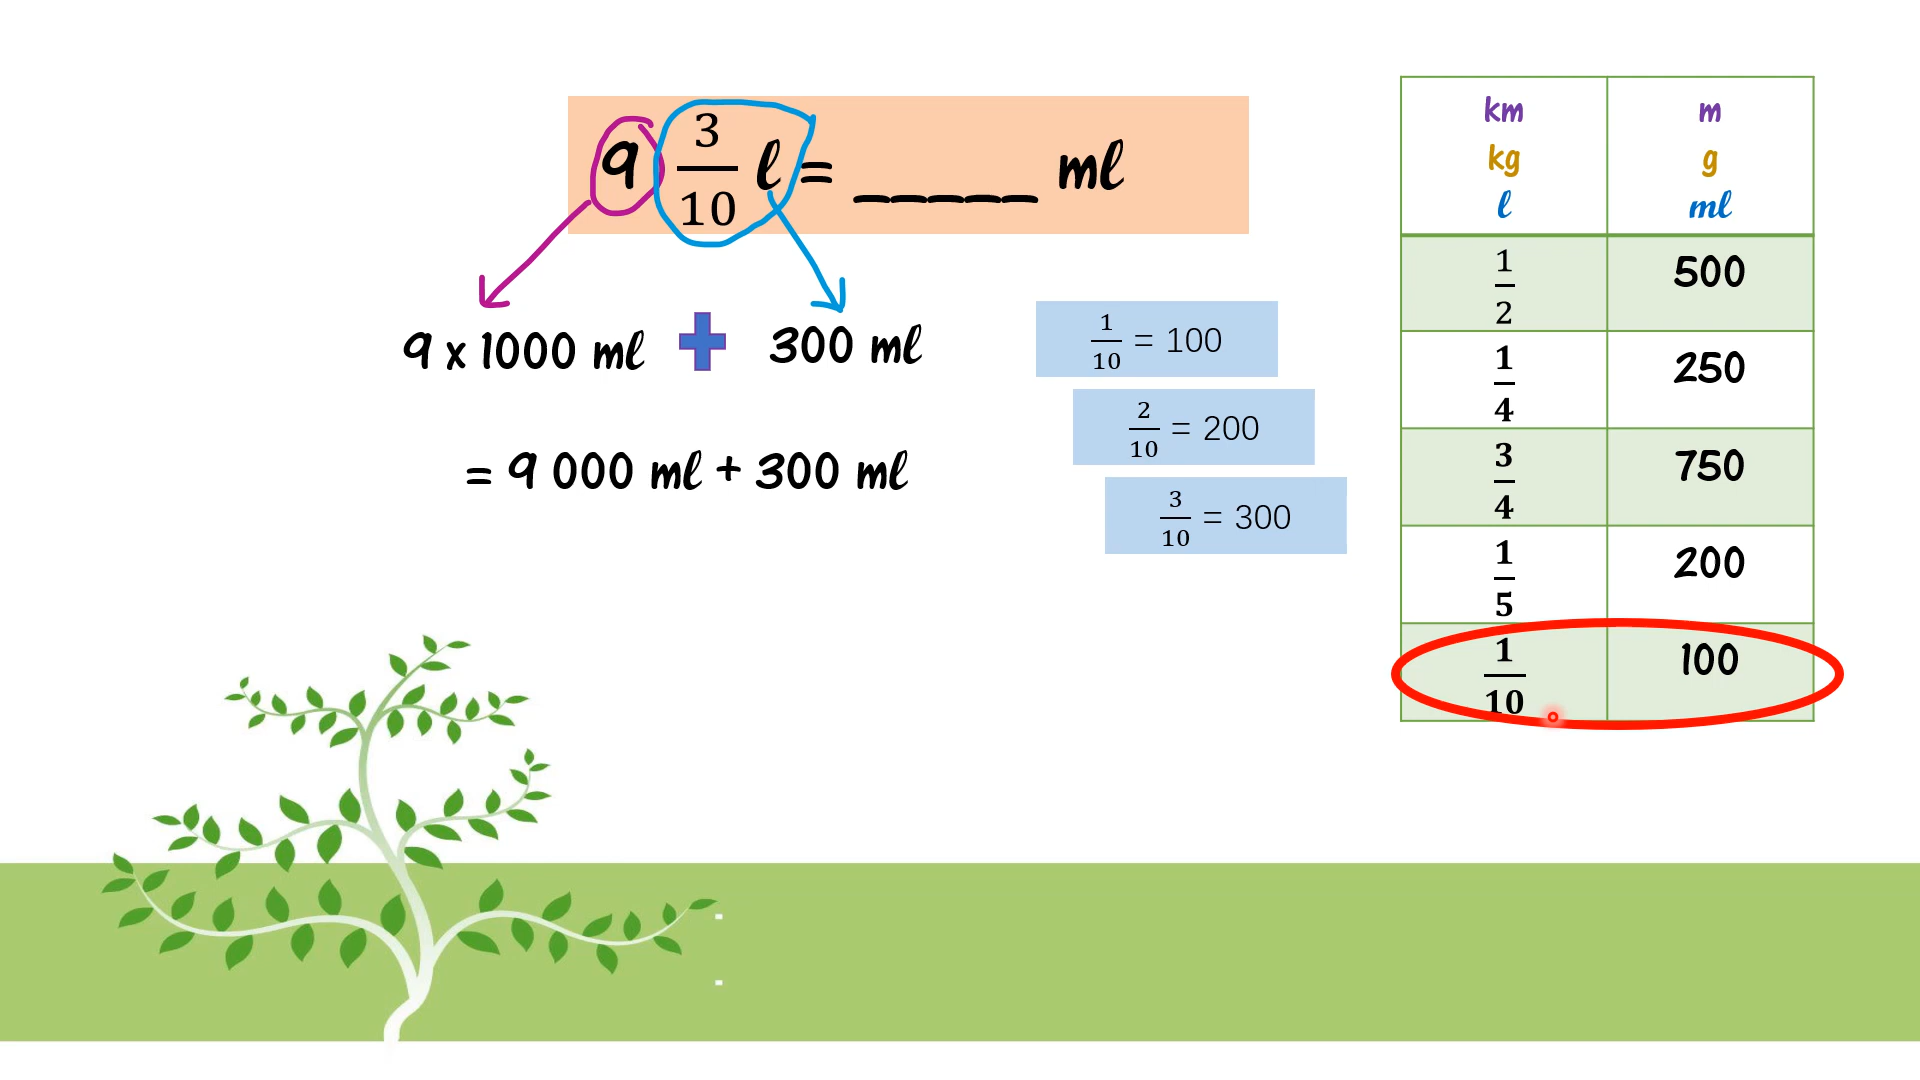 9 3/10 l = _____ ml
9 x 1000 ml + 300 ml
= 9 000 ml + 300 ml
1/10 = 100
2/10 = 200
3/10 = 300
km m
kg g
l ml
1/2 500
1/4 250
3/4 750
1/5 200
1/10 100